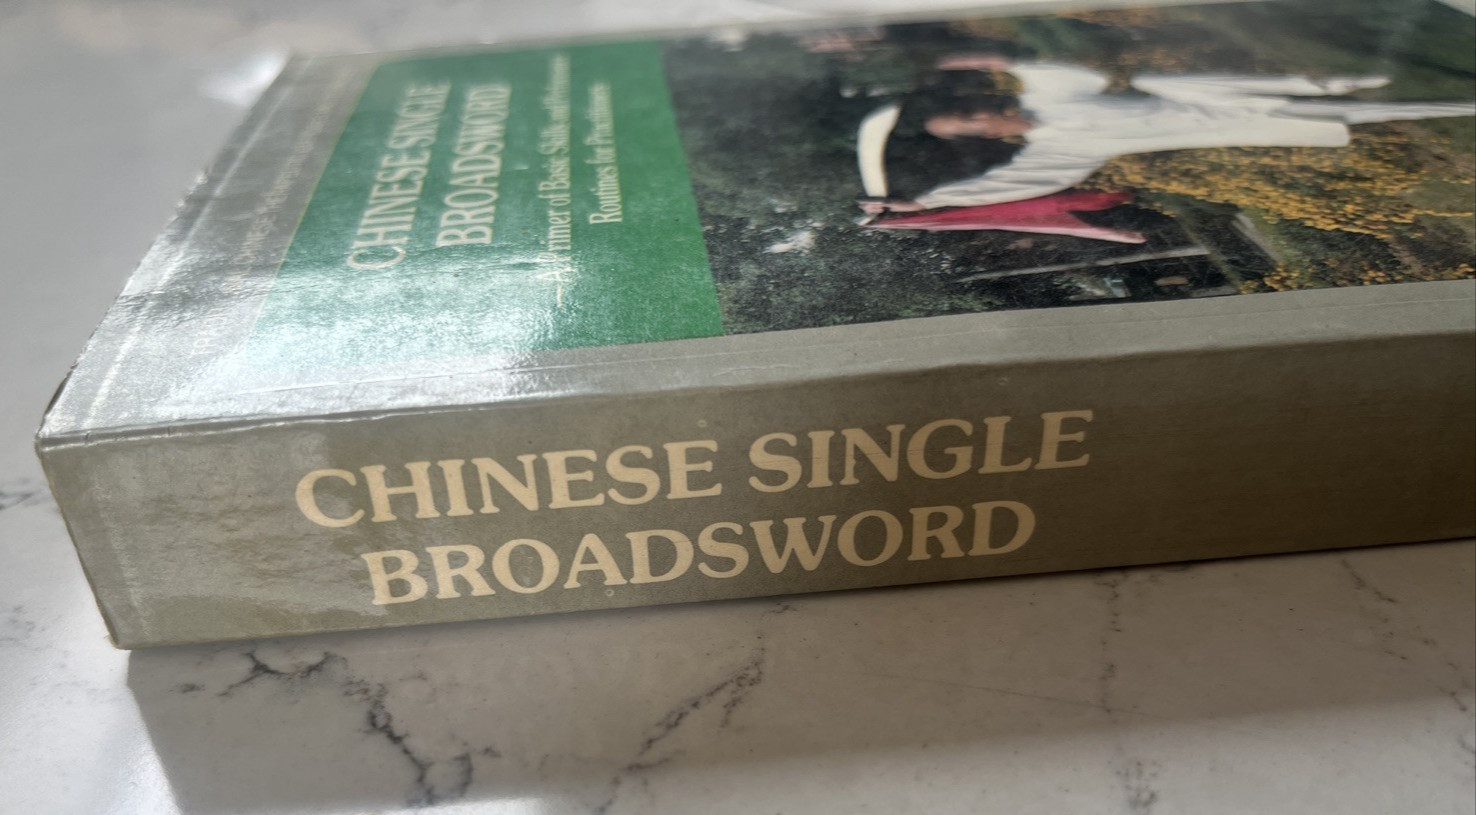 CHINESE SINGLE
BROADSWORD
—A Primer of Basic Skills and Performance
Routines for Practitioners
CHINESE SINGLE
BROADSWORD